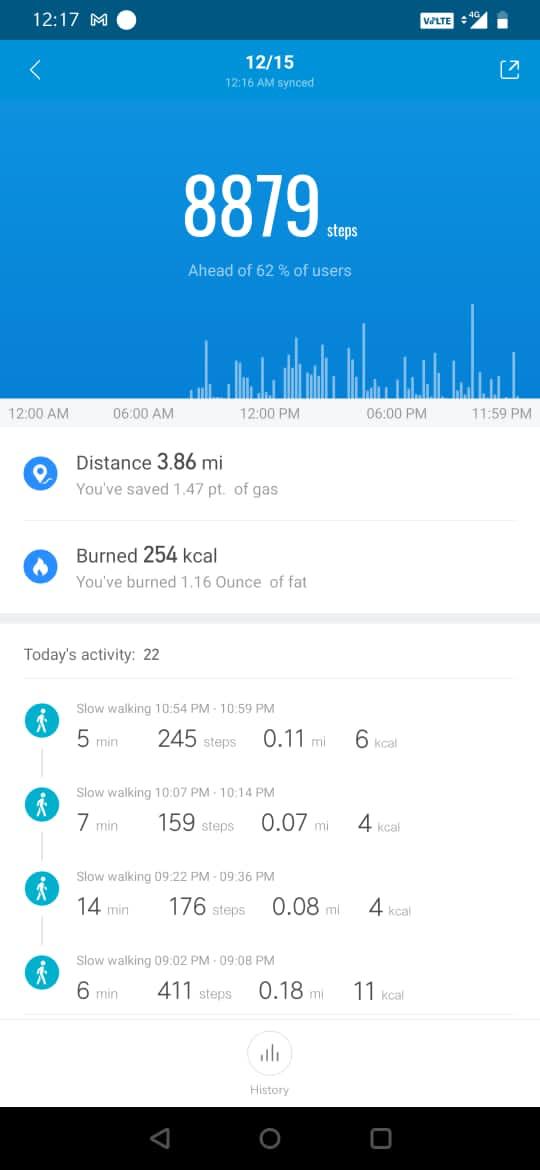 12:17
VoLTE 4G
12/15
12:16 AM synced
8879 steps
Ahead of 62 % of users
12:00 AM 06:00 AM 12:00 PM 06:00 PM 11:59 PM
Distance 3.86 mi
You've saved 1.47 pt. of gas
Burned 254 kcal
You've burned 1.16 Ounce of fat
Today's activity: 22
Slow walking 10:54 PM - 10:59 PM
5 min 245 steps 0.11 mi 6 kcal
Slow walking 10:07 PM - 10:14 PM
7 min 159 steps 0.07 mi 4 kcal
Slow walking 09:22 PM - 09:36 PM
14 min 176 steps 0.08 mi 4 kcal
Slow walking 09:02 PM - 09:08 PM
6 min 411 steps 0.18 mi 11 kcal
History